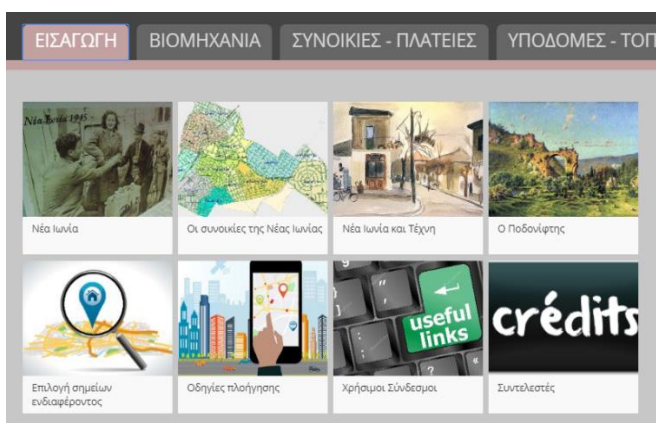 ΕΙΣΑΓΩΓΗ
ΒΙΟΜΗΧΑΝΙΑ
ΣΥΝΟΙΚΙΕΣ - ΠΛΑΤΕΙΕΣ
ΥΠΟΔΟΜΕΣ - ΤΟΠ
Νέα Ιωνία 1945
Νέα Ιωνία
Οι συνοικίες της Νέας Ιωνίας
Νέα Ιωνία και Τέχνη
Ο Ποδονίφτης
useful
links
crédits
Επιλογή σημείων
ενδιαφέροντος
Οδηγίες πλοήγησης
Χρήσιμοι Σύνδεσμοι
Συντελεστές